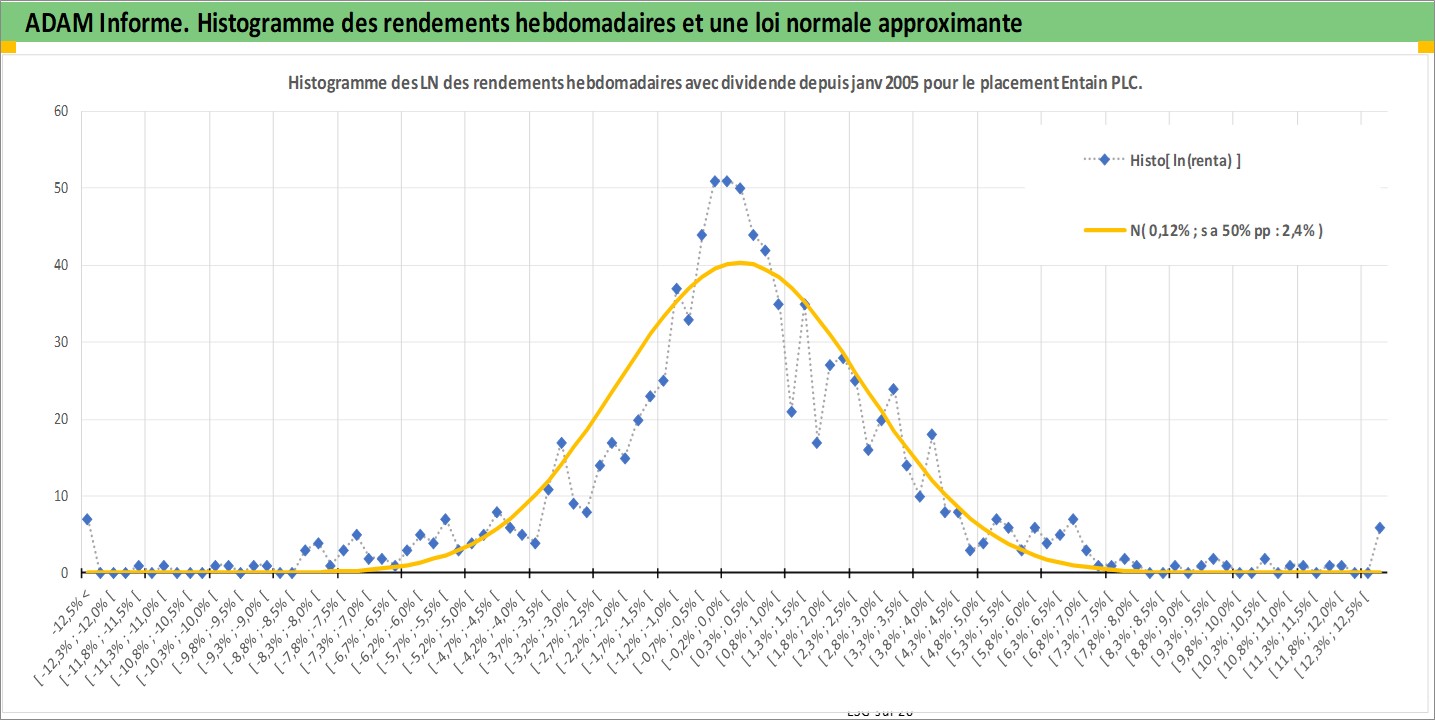 ADAM Informe. Histogramme des rendements hebdomadaires et une loi normale approximante
Histogramme des LN des rendements hebdomadaires avec dividende depuis janv 2005 pour le placement Entain PLC.
60
50
40
30
20
10
0
Histo[ ln(renta) ]
N( 0,12% ; s a 50% pp : 2,4% )
-12,5% <
[ -12,3% ; -12,0% [
[ -11,8% ; -11,5% [
[ -11,3% ; -11,0% [
[ -10,8% ; -10,5% [
[ -10,3% ; -10,0% [
[ -9,8% ; -9,5% [
[ -9,3% ; -9,0% [
[ -8,8% ; -8,5% [
[ -8,3% ; -8,0% [
[ -7,8% ; -7,5% [
[ -7,3% ; -7,0% [
[ -6,7% ; -6,5% [
[ -6,2% ; -6,0% [
[ -5,7% ; -5,5% [
[ -5,2% ; -5,0% [
[ -4,7% ; -4,5% [
[ -4,2% ; -4,0% [
[ -3,7% ; -3,5% [
[ -3,2% ; -3,0% [
[ -2,7% ; -2,5% [
[ -2,2% ; -2,0% [
[ -1,7% ; -1,5% [
[ -1,2% ; -1,0% [
[ -0,7% ; -0,5% [
[ -0,2% ; 0,0% [
[ 0,3% ; 0,5% [
[ 0,8% ; 1,0% [
[ 1,3% ; 1,5% [
[ 1,8% ; 2,0% [
[ 2,3% ; 2,5% [
[ 2,8% ; 3,0% [
[ 3,3% ; 3,5% [
[ 3,8% ; 4,0% [
[ 4,3% ; 4,5% [
[ 4,8% ; 5,0% [
[ 5,3% ; 5,5% [
[ 5,8% ; 6,0% [
[ 6,3% ; 6,5% [
[ 6,8% ; 7,0% [
[ 7,3% ; 7,5% [
[ 7,8% ; 8,0% [
[ 8,3% ; 8,5% [
[ 8,8% ; 9,0% [
[ 9,3% ; 9,5% [
[ 9,8% ; 10,0% [
[ 10,3% ; 10,5% [
[ 10,8% ; 11,0% [
[ 11,3% ; 11,5% [
[ 11,8% ; 12,0% [
[ 12,3% ; 12,5% [